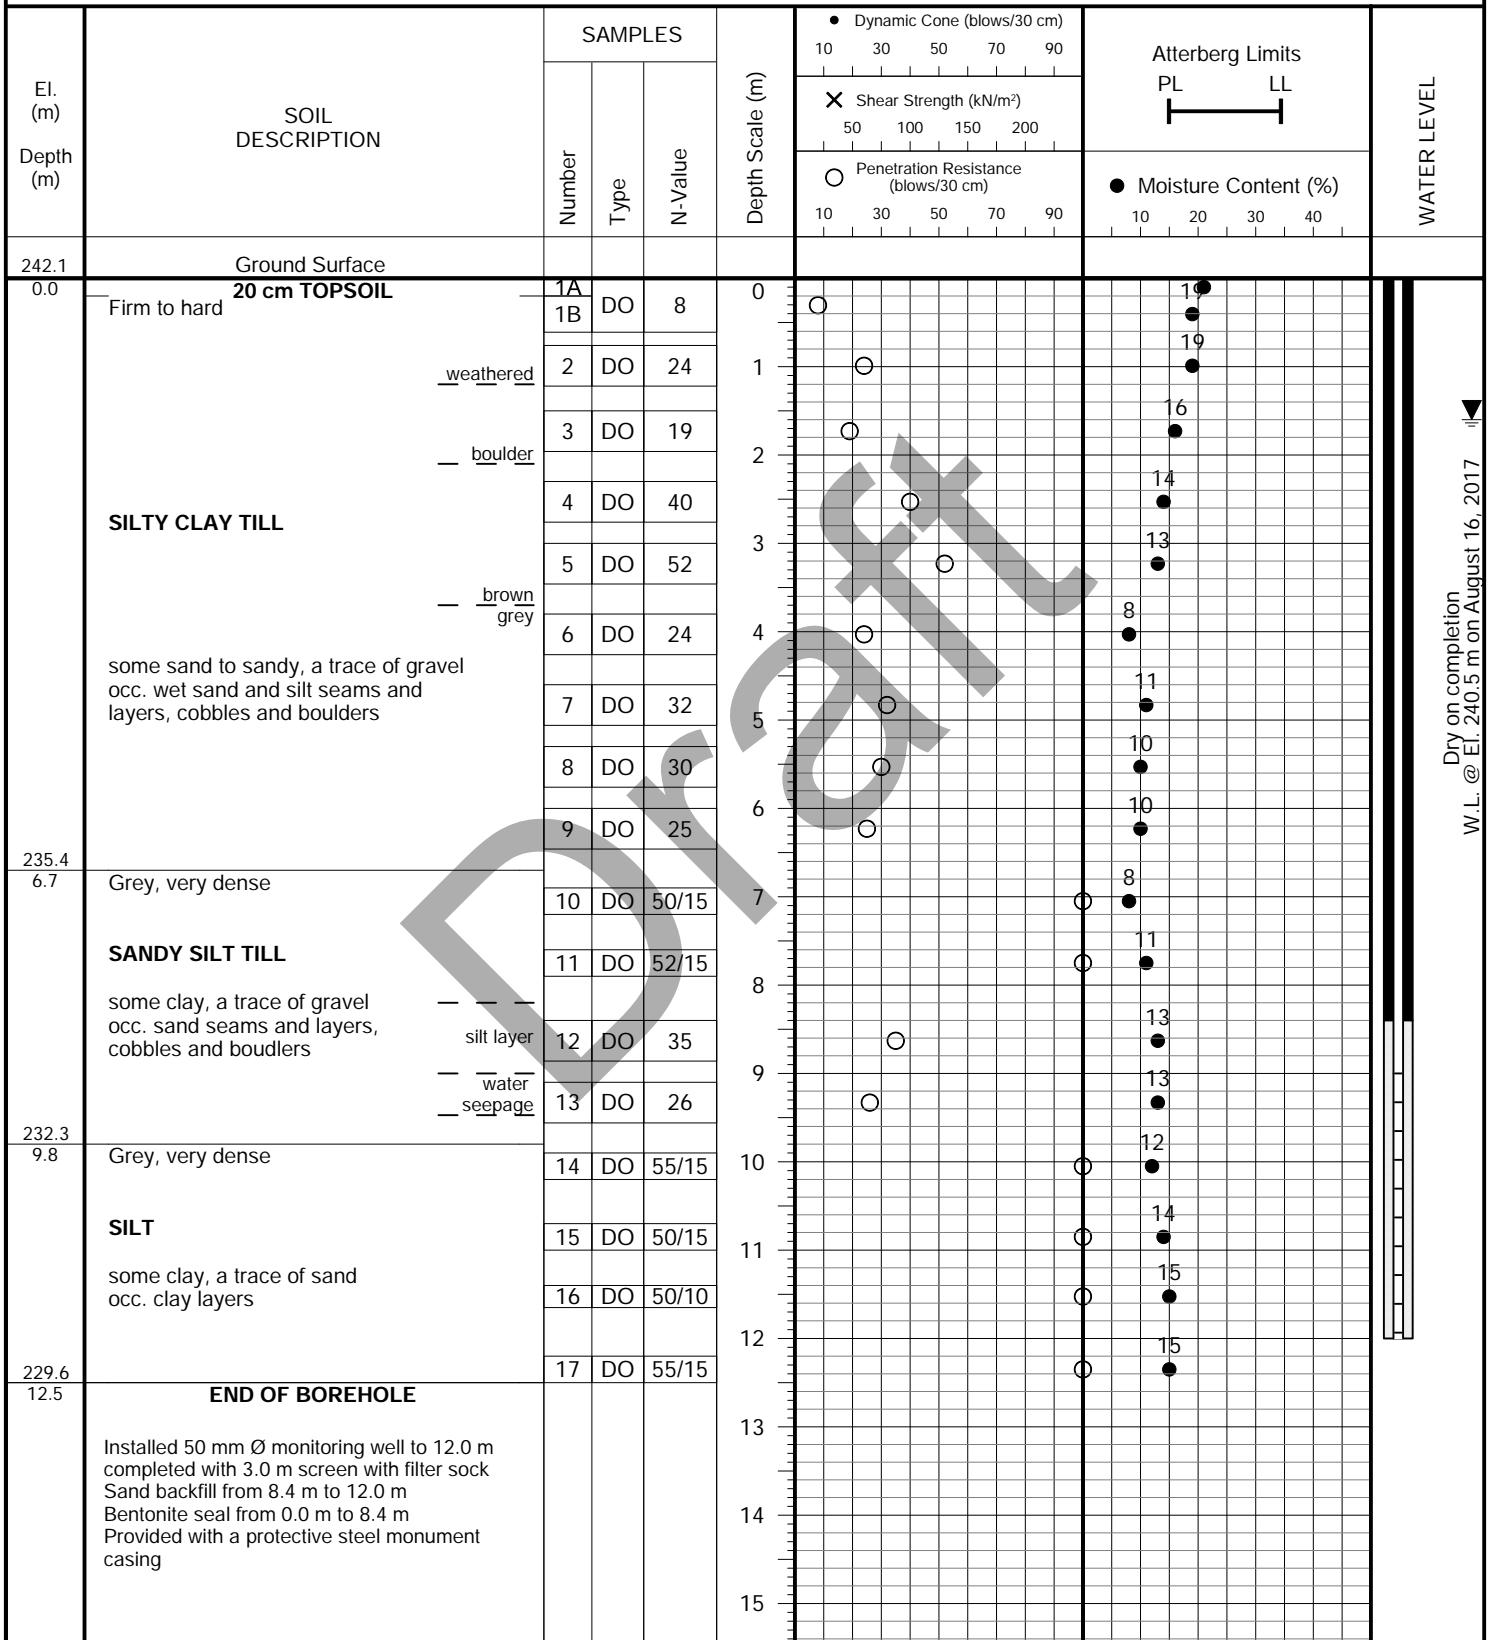 El.
(m)
Depth
(m)
SOIL
DESCRIPTION
SAMPLES
Number
Type
N-Value
Depth Scale (m)
● Dynamic Cone (blows/30 cm)
10 30 50 70 90
✕ Shear Strength (kN/m²)
50 100 150 200
○ Penetration Resistance
(blows/30 cm)
10 30 50 70 90
Atterberg Limits
PL LL
● Moisture Content (%)
10 20 30 40
WATER LEVEL
242.1 Ground Surface
0.0 20 cm TOPSOIL 1A 0
Firm to hard 1B DO 8 19
19
weathered 2 DO 24 1
16
3 DO 19
boulder 2
14
4 DO 40
SILTY CLAY TILL
3 13
5 DO 52
brown
grey 8
6 DO 24 4
some sand to sandy, a trace of gravel
occ. wet sand and silt seams and 11
layers, cobbles and boulders 7 DO 32 5
10
8 DO 30
6 10
9 DO 25
235.4
6.7 Grey, very dense 8
10 DO 50/15 7
11
SANDY SILT TILL 11 DO 52/15
8
some clay, a trace of gravel
occ. sand seams and layers, 13
cobbles and boudlers silt layer 12 DO 35
9 13
water
seepage 13 DO 26
232.3
9.8 Grey, very dense 12
14 DO 55/15 10
14
SILT 15 DO 50/15 11
some clay, a trace of sand 15
occ. clay layers 16 DO 50/10
12 15
229.6 17 DO 55/15
12.5 END OF BOREHOLE
13
Installed 50 mm Ø monitoring well to 12.0 m
completed with 3.0 m screen with filter sock
Sand backfill from 8.4 m to 12.0 m
Bentonite seal from 0.0 m to 8.4 m 14
Provided with a protective steel monument
casing
15
Dry on completion
W.L. @ El. 240.5 m on August 16, 2017
Draft